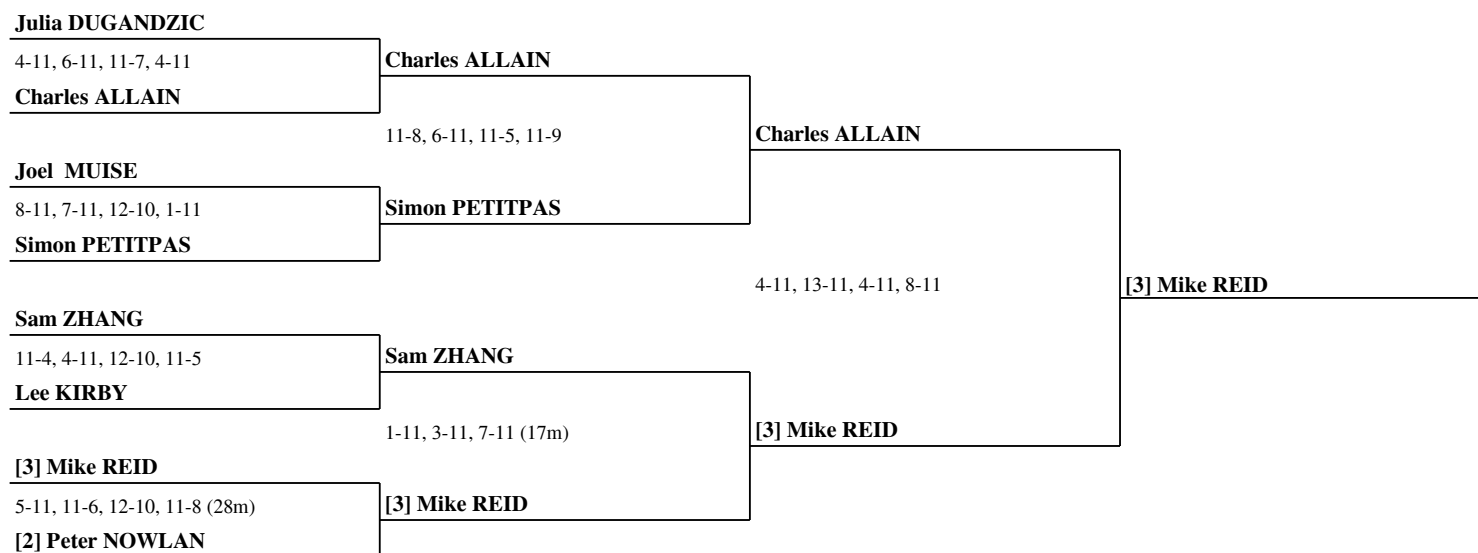 Julia DUGANDZIC
4-11, 6-11, 11-7, 4-11
Charles ALLAIN
Charles ALLAIN
11-8, 6-11, 11-5, 11-9
Charles ALLAIN
Joel  MUISE
8-11, 7-11, 12-10, 1-11
Simon PETITPAS
Simon PETITPAS
4-11, 13-11, 4-11, 8-11
[3] Mike REID
Sam ZHANG
11-4, 4-11, 12-10, 11-5
Sam ZHANG
Lee KIRBY
1-11, 3-11, 7-11 (17m)
[3] Mike REID
[3] Mike REID
5-11, 11-6, 12-10, 11-8 (28m)
[3] Mike REID
[2] Peter NOWLAN